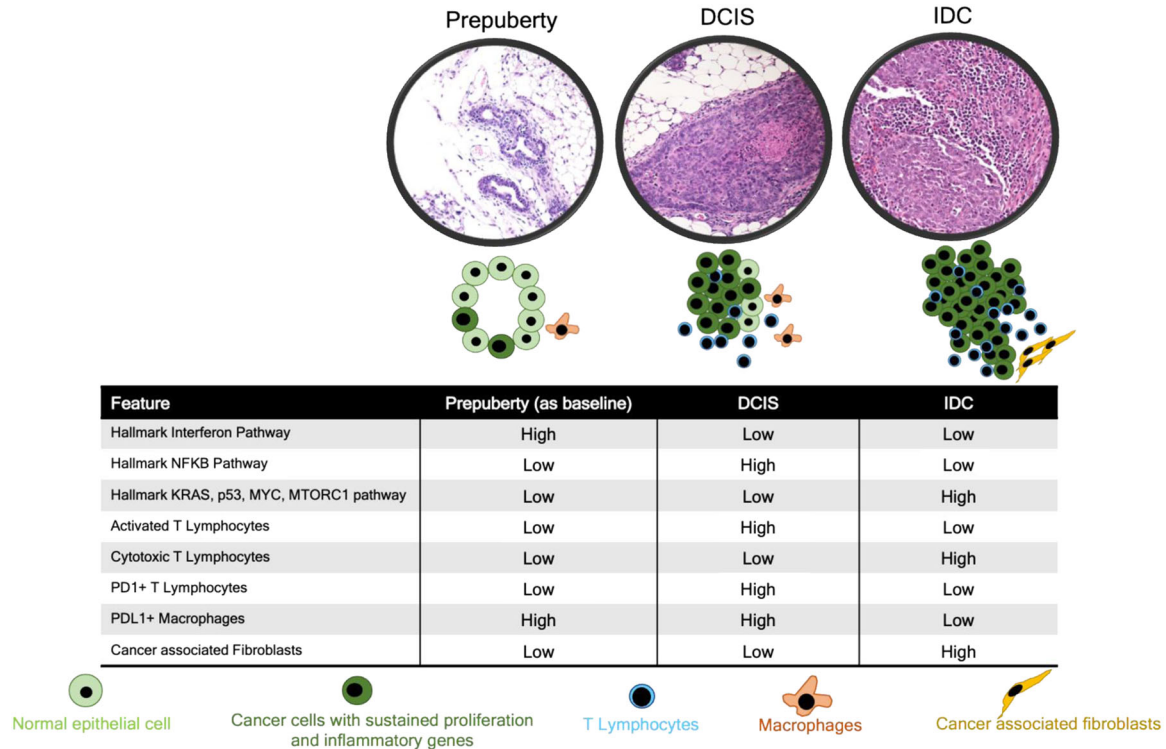 Prepuberty DCIS IDC
Feature Prepuberty (as baseline) DCIS IDC
Hallmark Interferon Pathway High Low Low
Hallmark NFKB Pathway Low High Low
Hallmark KRAS, p53, MYC, MTORC1 pathway Low Low High
Activated T Lymphocytes Low High Low
Cytotoxic T Lymphocytes Low Low High
PD1+ T Lymphocytes Low High Low
PDL1+ Macrophages High High Low
Cancer associated Fibroblasts Low Low High
Normal epithelial cell
Cancer cells with sustained proliferation
and inflammatory genes
T Lymphocytes
Macrophages
Cancer associated fibroblasts